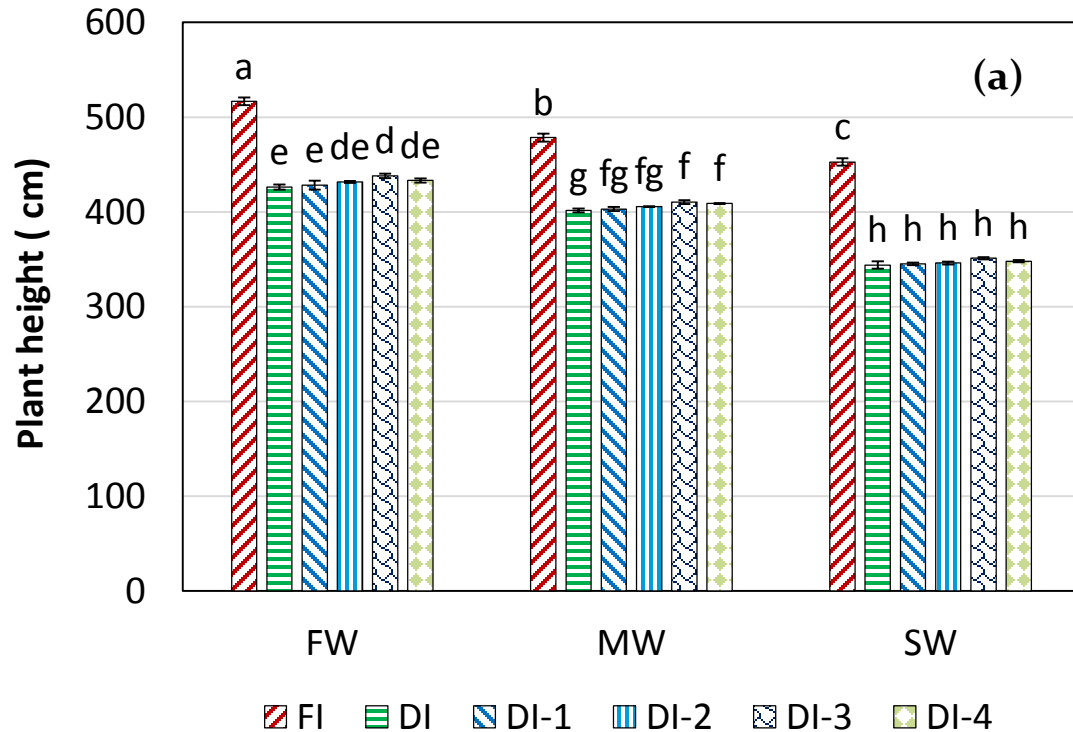 Plant height ( cm)
600
500
400
300
200
100
0
(a)
a
e e de d de
b
g fg fg f f
c
h h h h h
FW MW SW
FI DI DI-1 DI-2 DI-3 DI-4